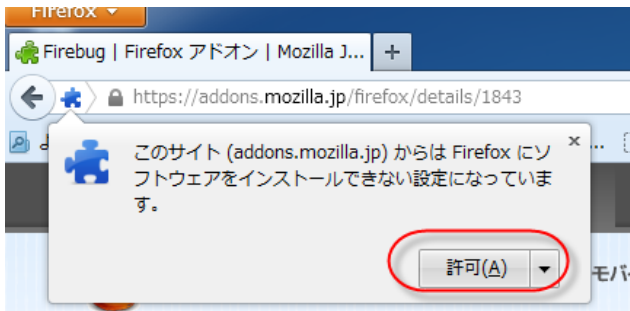 Firefox
Firebug | Firefox アドオン | Mozilla J... +
https://addons.mozilla.jp/firefox/details/1843
このサイト (addons.mozilla.jp) からは Firefox にソ ×
フトウェアをインストールできない設定になっていま
す。
...
許可(A)
モバ